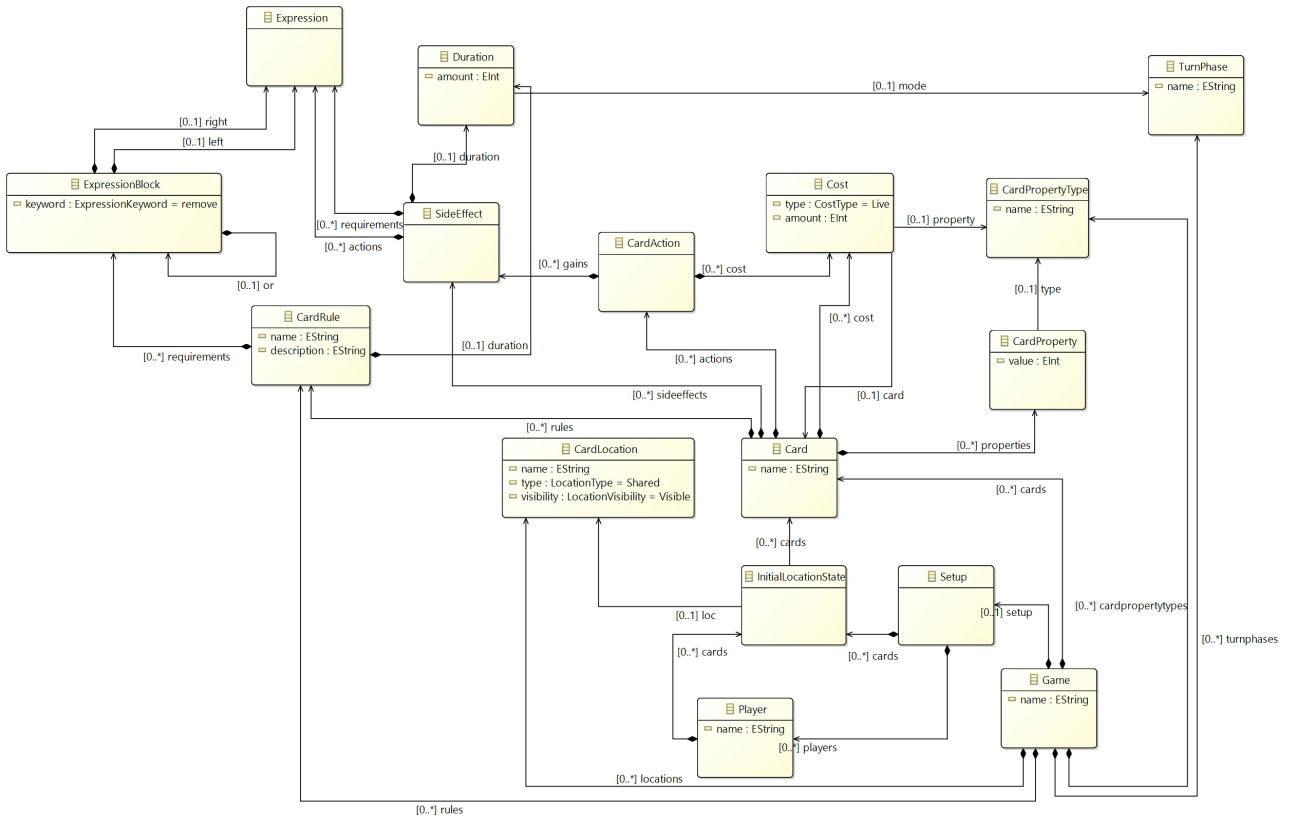 Expression
Duration
amount : EInt
TurnPhase
name : EString
[0..1] mode
[0..1] right
[0..1] left
[0..1] duration
ExpressionBlock
keyword : ExpressionKeyword = remove
Cost
type : CostType = Live
amount : EInt
CardPropertyType
name : EString
SideEffect
[0..*] requirements
[0..1] property
[0..*] actions
CardAction
[0..*] gains
[0..*] cost
[0..1] or
[0..1] type
CardRule
name : EString
description : EString
[0..*] cost
[0..1] duration
[0..*] requirements
[0..*] actions
CardProperty
value : EInt
[0..*] sideeffects
[0..1] card
[0..*] rules
CardLocation
name : EString
type : LocationType = Shared
visibility : LocationVisibility = Visible
Card
name : EString
[0..*] properties
[0..*] cards
[0..*] cards
InitialLocationState
Setup
[0..1] loc
[0..1] setup
[0..*] cardpropertytypes
[0..*] turnphases
[0..*] cards
[0..*] cards
Game
name : EString
Player
name : EString
[0..*] players
[0..*] locations
[0..*] rules